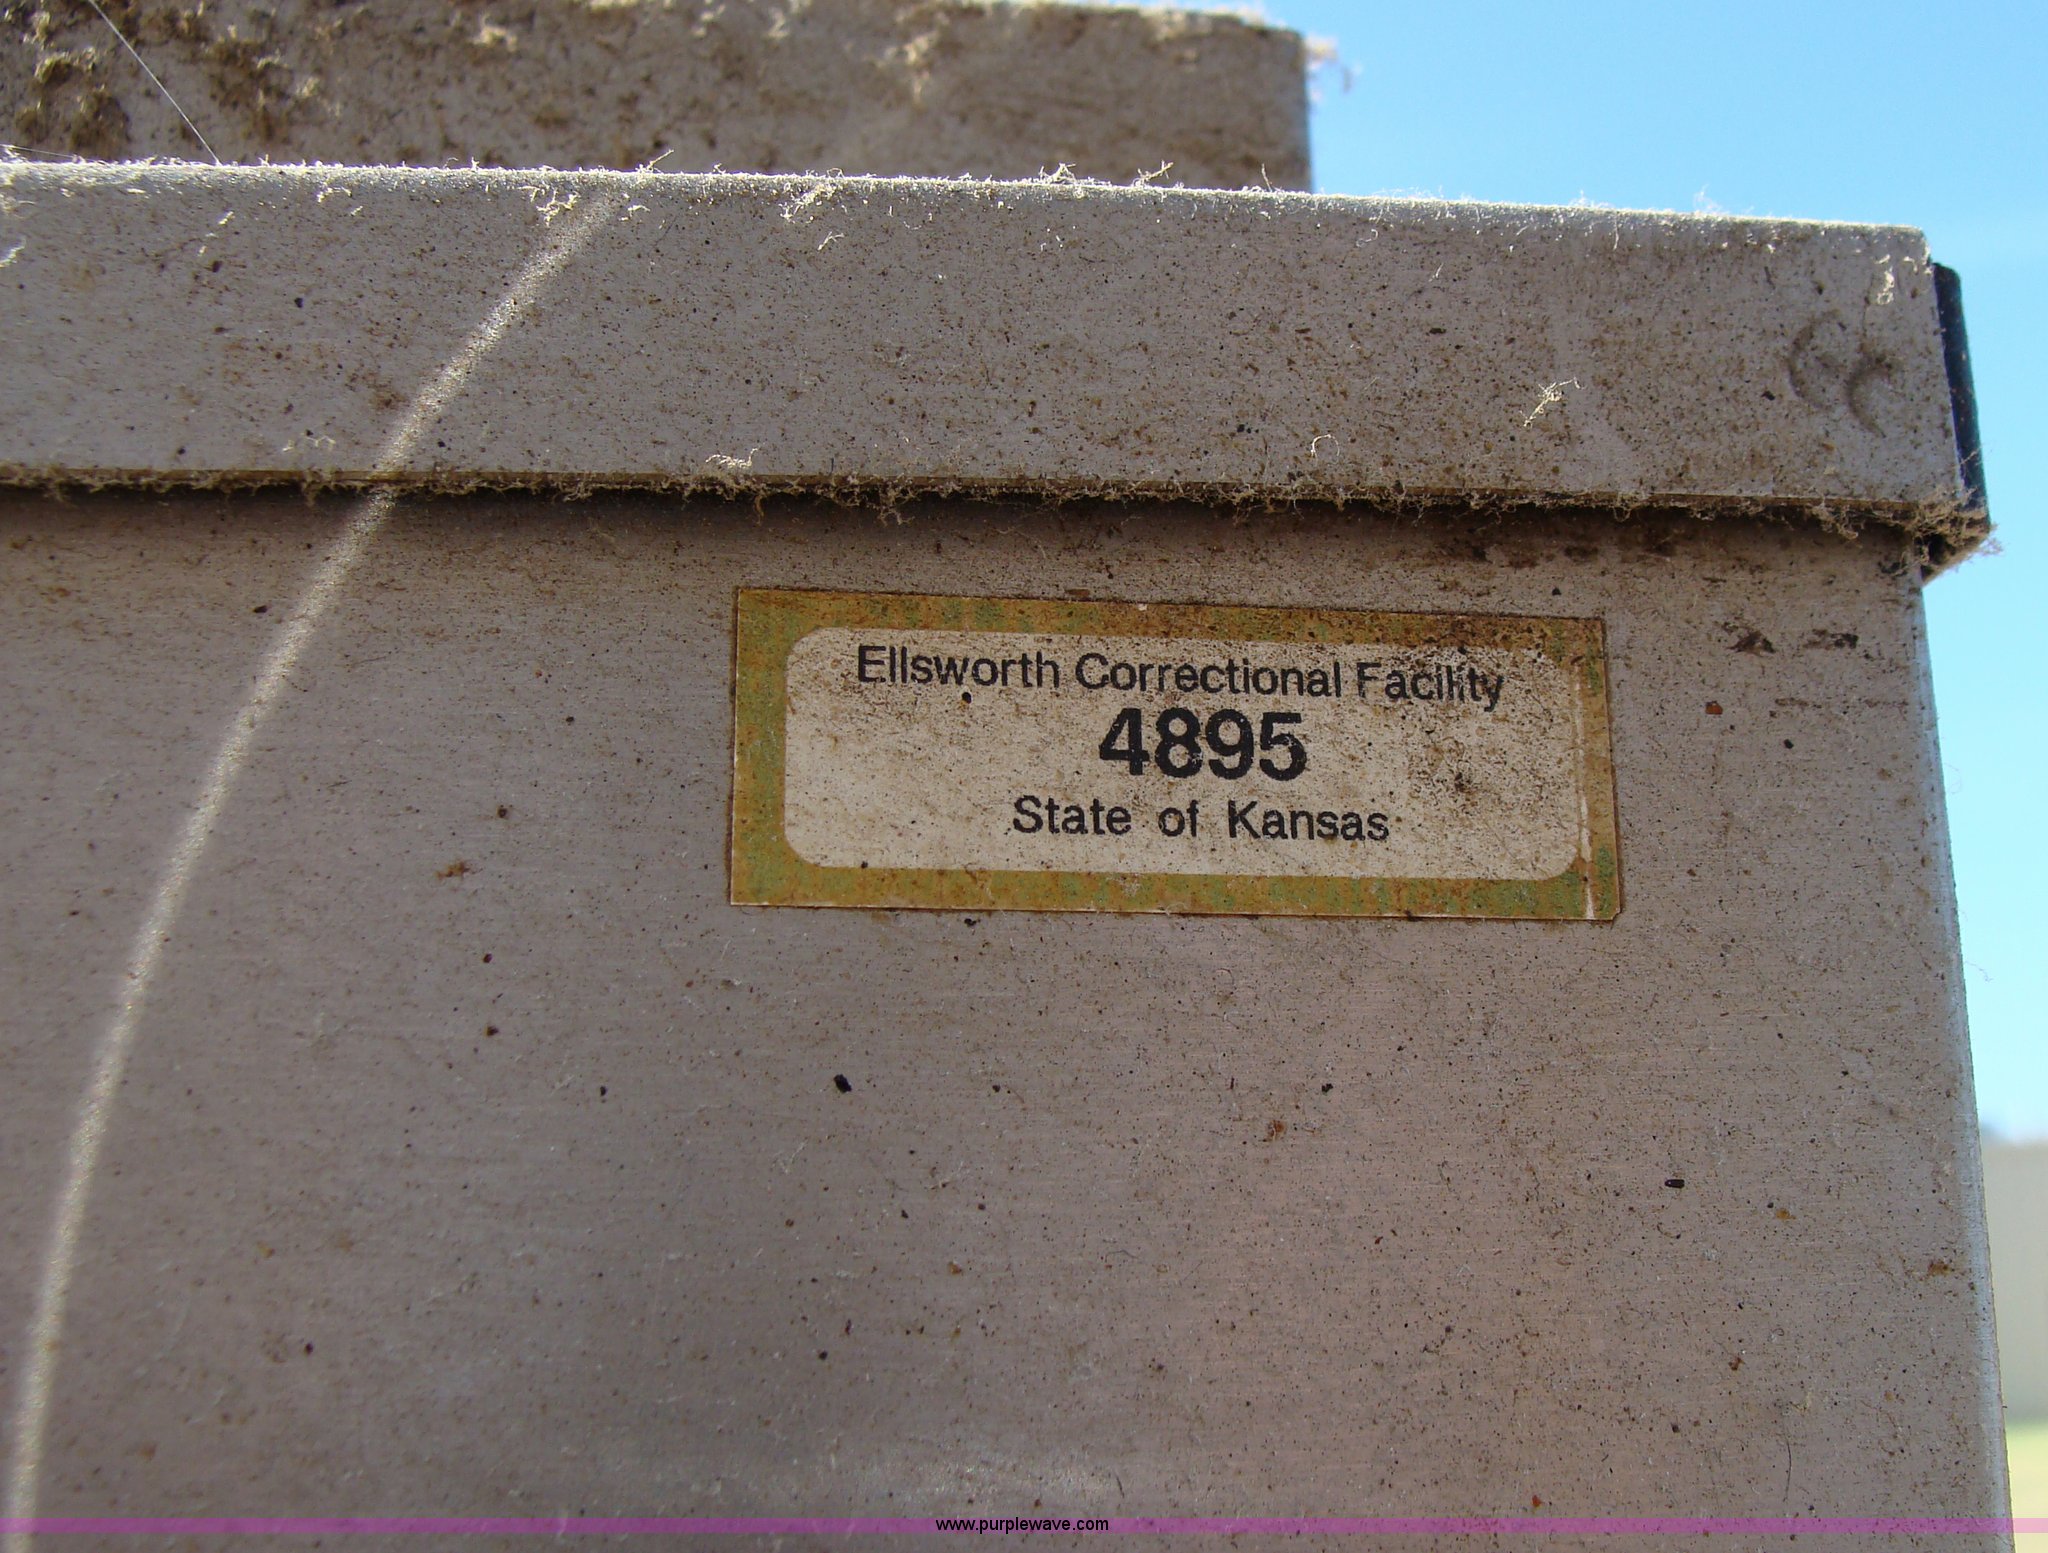 Ellsworth Correctional Facility
4895
State of Kansas
www.purplewave.com